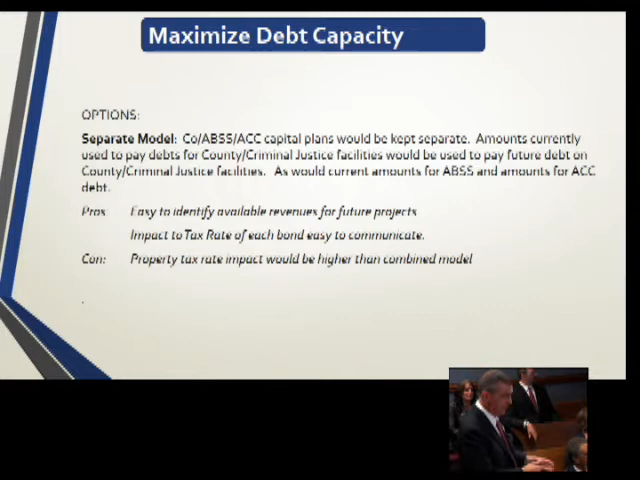 Maximize Debt Capacity
OPTIONS:
Separate Model: Co/ABSS/ACC capital plans would be kept separate. Amounts currently
used to pay debts for County/Criminal Justice facilities would be used to pay future debt on
County/Criminal Justice facilities. As would current amounts for ABSS and amounts for ACC
debt.
Pros: Easy to identify available revenues for future projects
Impact to Tax Rate of each bond easy to communicate.
Con: Property tax rate impact would be higher than combined model
.